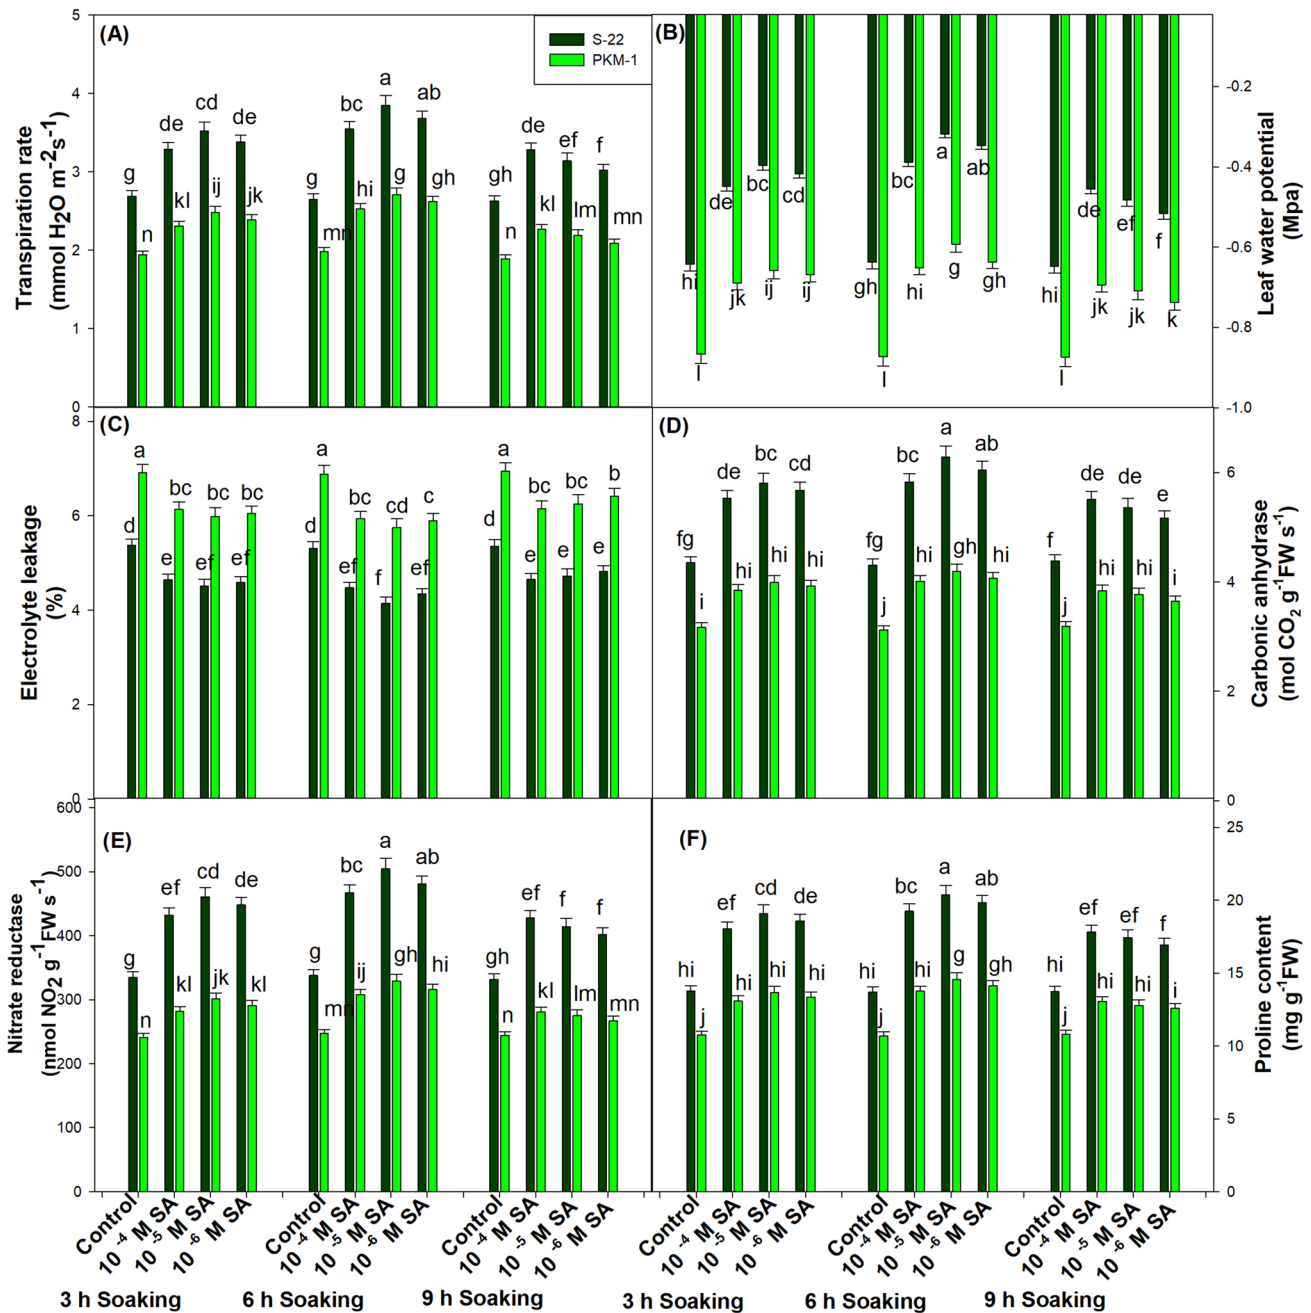 (A)
S-22
PKM-1
Transpiration rate
(mmol H2O m-2s-1)
5
4
3
2
1
0
g n de kl cd ij de jk
g mn bc hi a g ab gh
gh n de kl ef lm f mn
(B)
Leaf water potential
(Mpa)
-0.2
-0.4
-0.6
-0.8
-1.0
hi l de jk bc ij cd ij
gh l bc hi a g ab gh
hi l de jk ef jk f k
(C)
Electrolyte leakage
(%)
8
6
4
2
0
d a e bc ef bc ef bc
d a ef bc f cd ef c
d a e bc e bc e b
(D)
Carbonic anhydrase
(mol CO2 g-1FW s-1)
6
4
2
0
fg i de hi bc hi cd hi
fg j bc hi a gh ab hi
f j de hi de hi e i
(E)
Nitrate reductase
(nmol NO2 g-1FW s-1)
600
500
400
300
200
100
0
g n ef kl cd jk de kl
g mn bc ij a gh ab hi
gh n ef kl f lm f mn
(F)
Proline content
(mg g-1FW)
25
20
15
10
5
0
hi j ef hi cd hi de hi
hi j bc hi a g ab gh
hi j ef hi ef hi f i
Control
10-4 M SA
10-5 M SA
10-6 M SA
Control
10-4 M SA
10-5 M SA
10-6 M SA
Control
10-4 M SA
10-5 M SA
10-6 M SA
Control
10-4 M SA
10-5 M SA
10-6 M SA
Control
10-4 M SA
10-5 M SA
10-6 M SA
Control
10-4 M SA
10-5 M SA
10-6 M SA
3 h Soaking
6 h Soaking
9 h Soaking
3 h Soaking
6 h Soaking
9 h Soaking